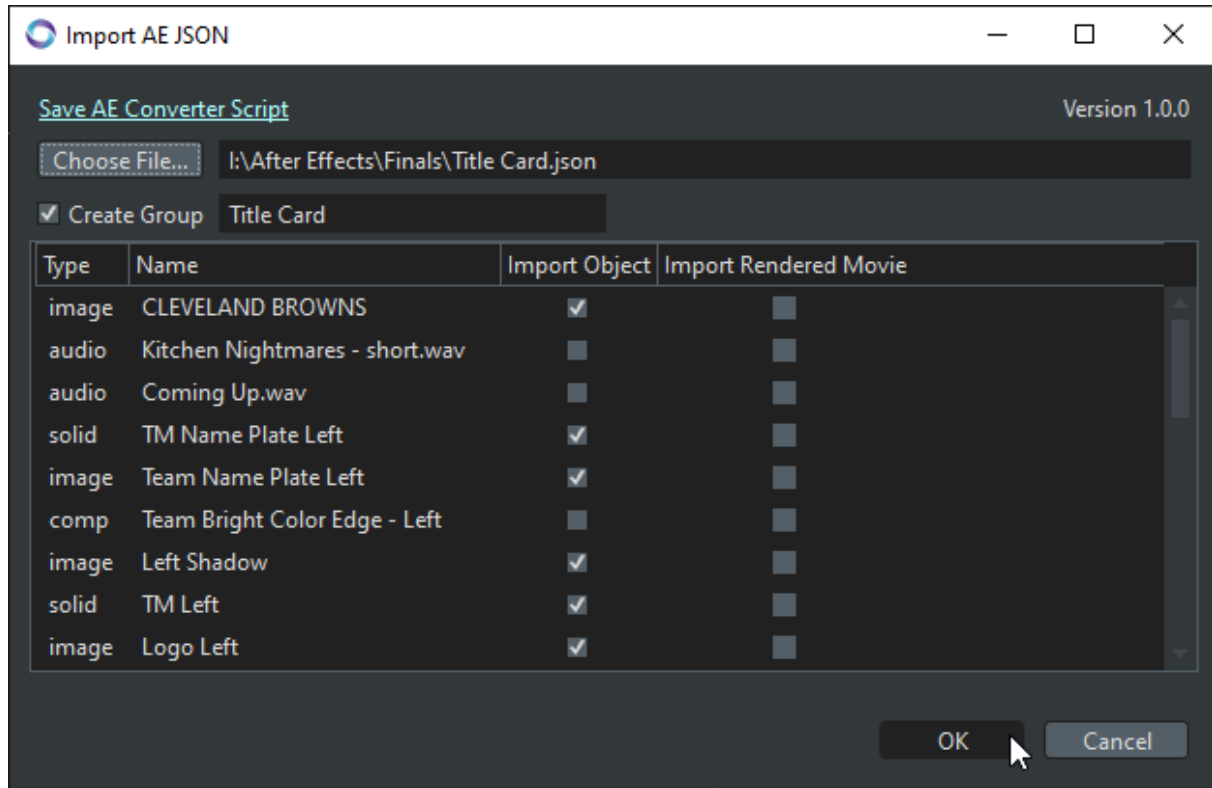 Import AE JSON
Save AE Converter Script Version 1.0.0
Choose File... I:\After Effects\Finals\Title Card.json
Create Group Title Card
Type Name Import Object Import Rendered Movie
image CLEVELAND BROWNS
audio Kitchen Nightmares - short.wav
audio Coming Up.wav
solid TM Name Plate Left
image Team Name Plate Left
comp Team Bright Color Edge - Left
image Left Shadow
solid TM Left
image Logo Left
OK Cancel